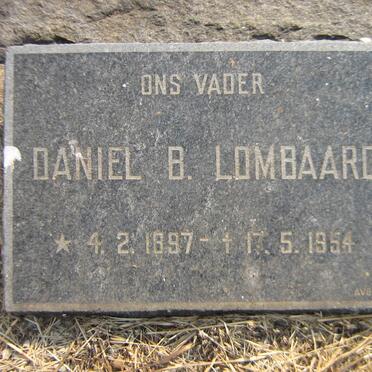 ONS VADER
DANIEL B. LOMBAARD
★ 4. 2. 1897 - † 17. 5. 1954